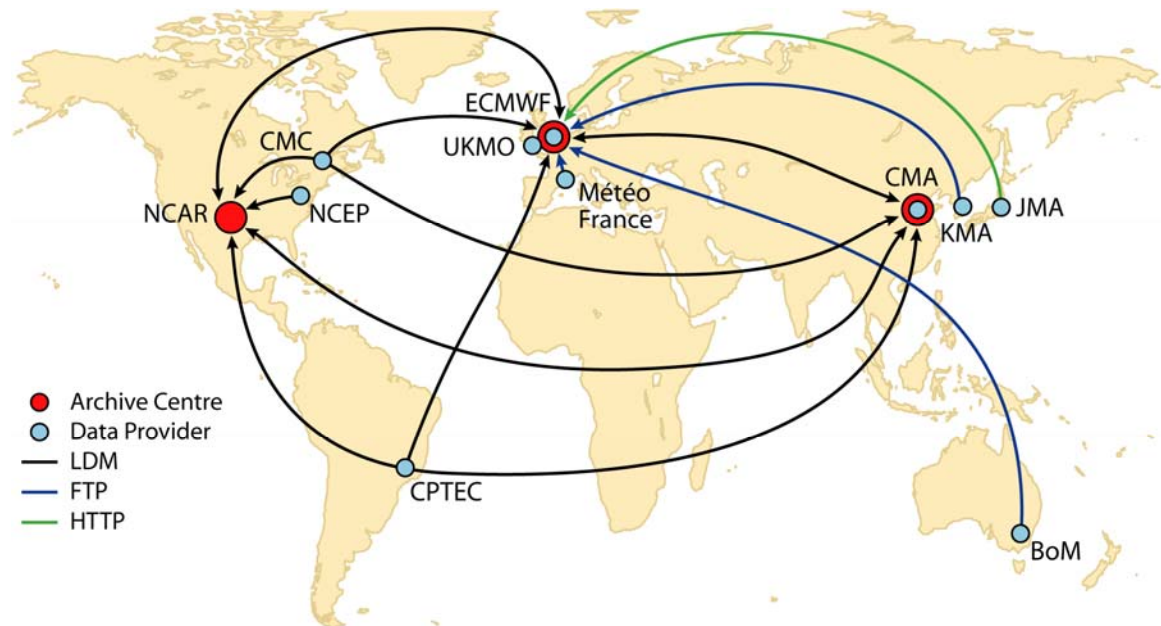 ECMWF
CMC
UKMO
CMA
NCAR
NCEP
Météo
France
KMA
JMA
Archive Centre
Data Provider
LDM
FTP
HTTP
CPTEC
BoM